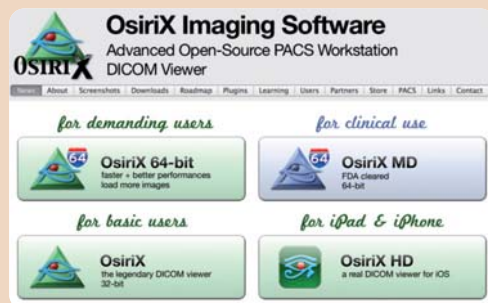 OsiriX Imaging Software
Advanced Open-Source PACS Workstation
DICOM Viewer
OSIRIX
News About Screenshots Downloads Roadmap Plugins Learning Users Partners Store PACS Links Contact
for demanding users
64
OsiriX 64-bit
faster + better performances
load more images
for clinical use
64
OsiriX MD
FDA cleared
64-bit
for basic users
OsiriX
the legendary DICOM viewer
32-bit
for iPad & iPhone
OsiriX HD
a real DICOM viewer for iOS